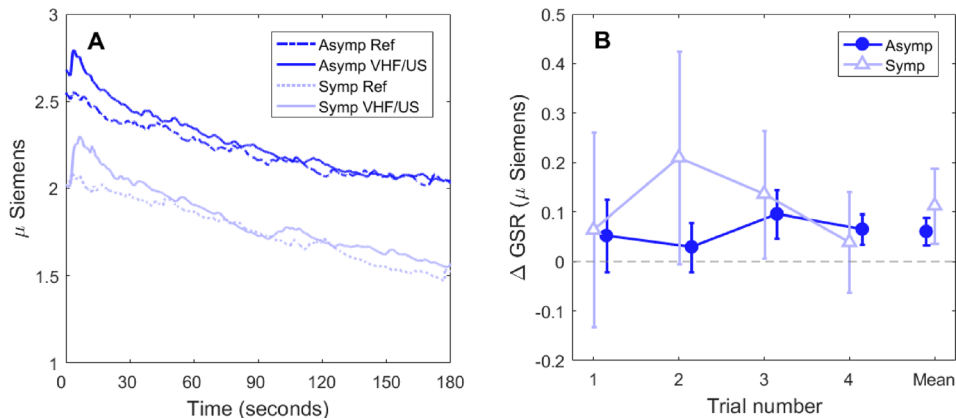 A
Asymp Ref
Asymp VHF/US
Symp Ref
Symp VHF/US
3
2.5
2
1.5
1
μ Siemens
0 30 60 90 120 150 180
Time (seconds)
B
Asymp
Symp
0.5
0.4
0.3
0.2
0.1
0
-0.1
-0.2
Δ GSR (μ Siemens)
1 2 3 4 Mean
Trial number